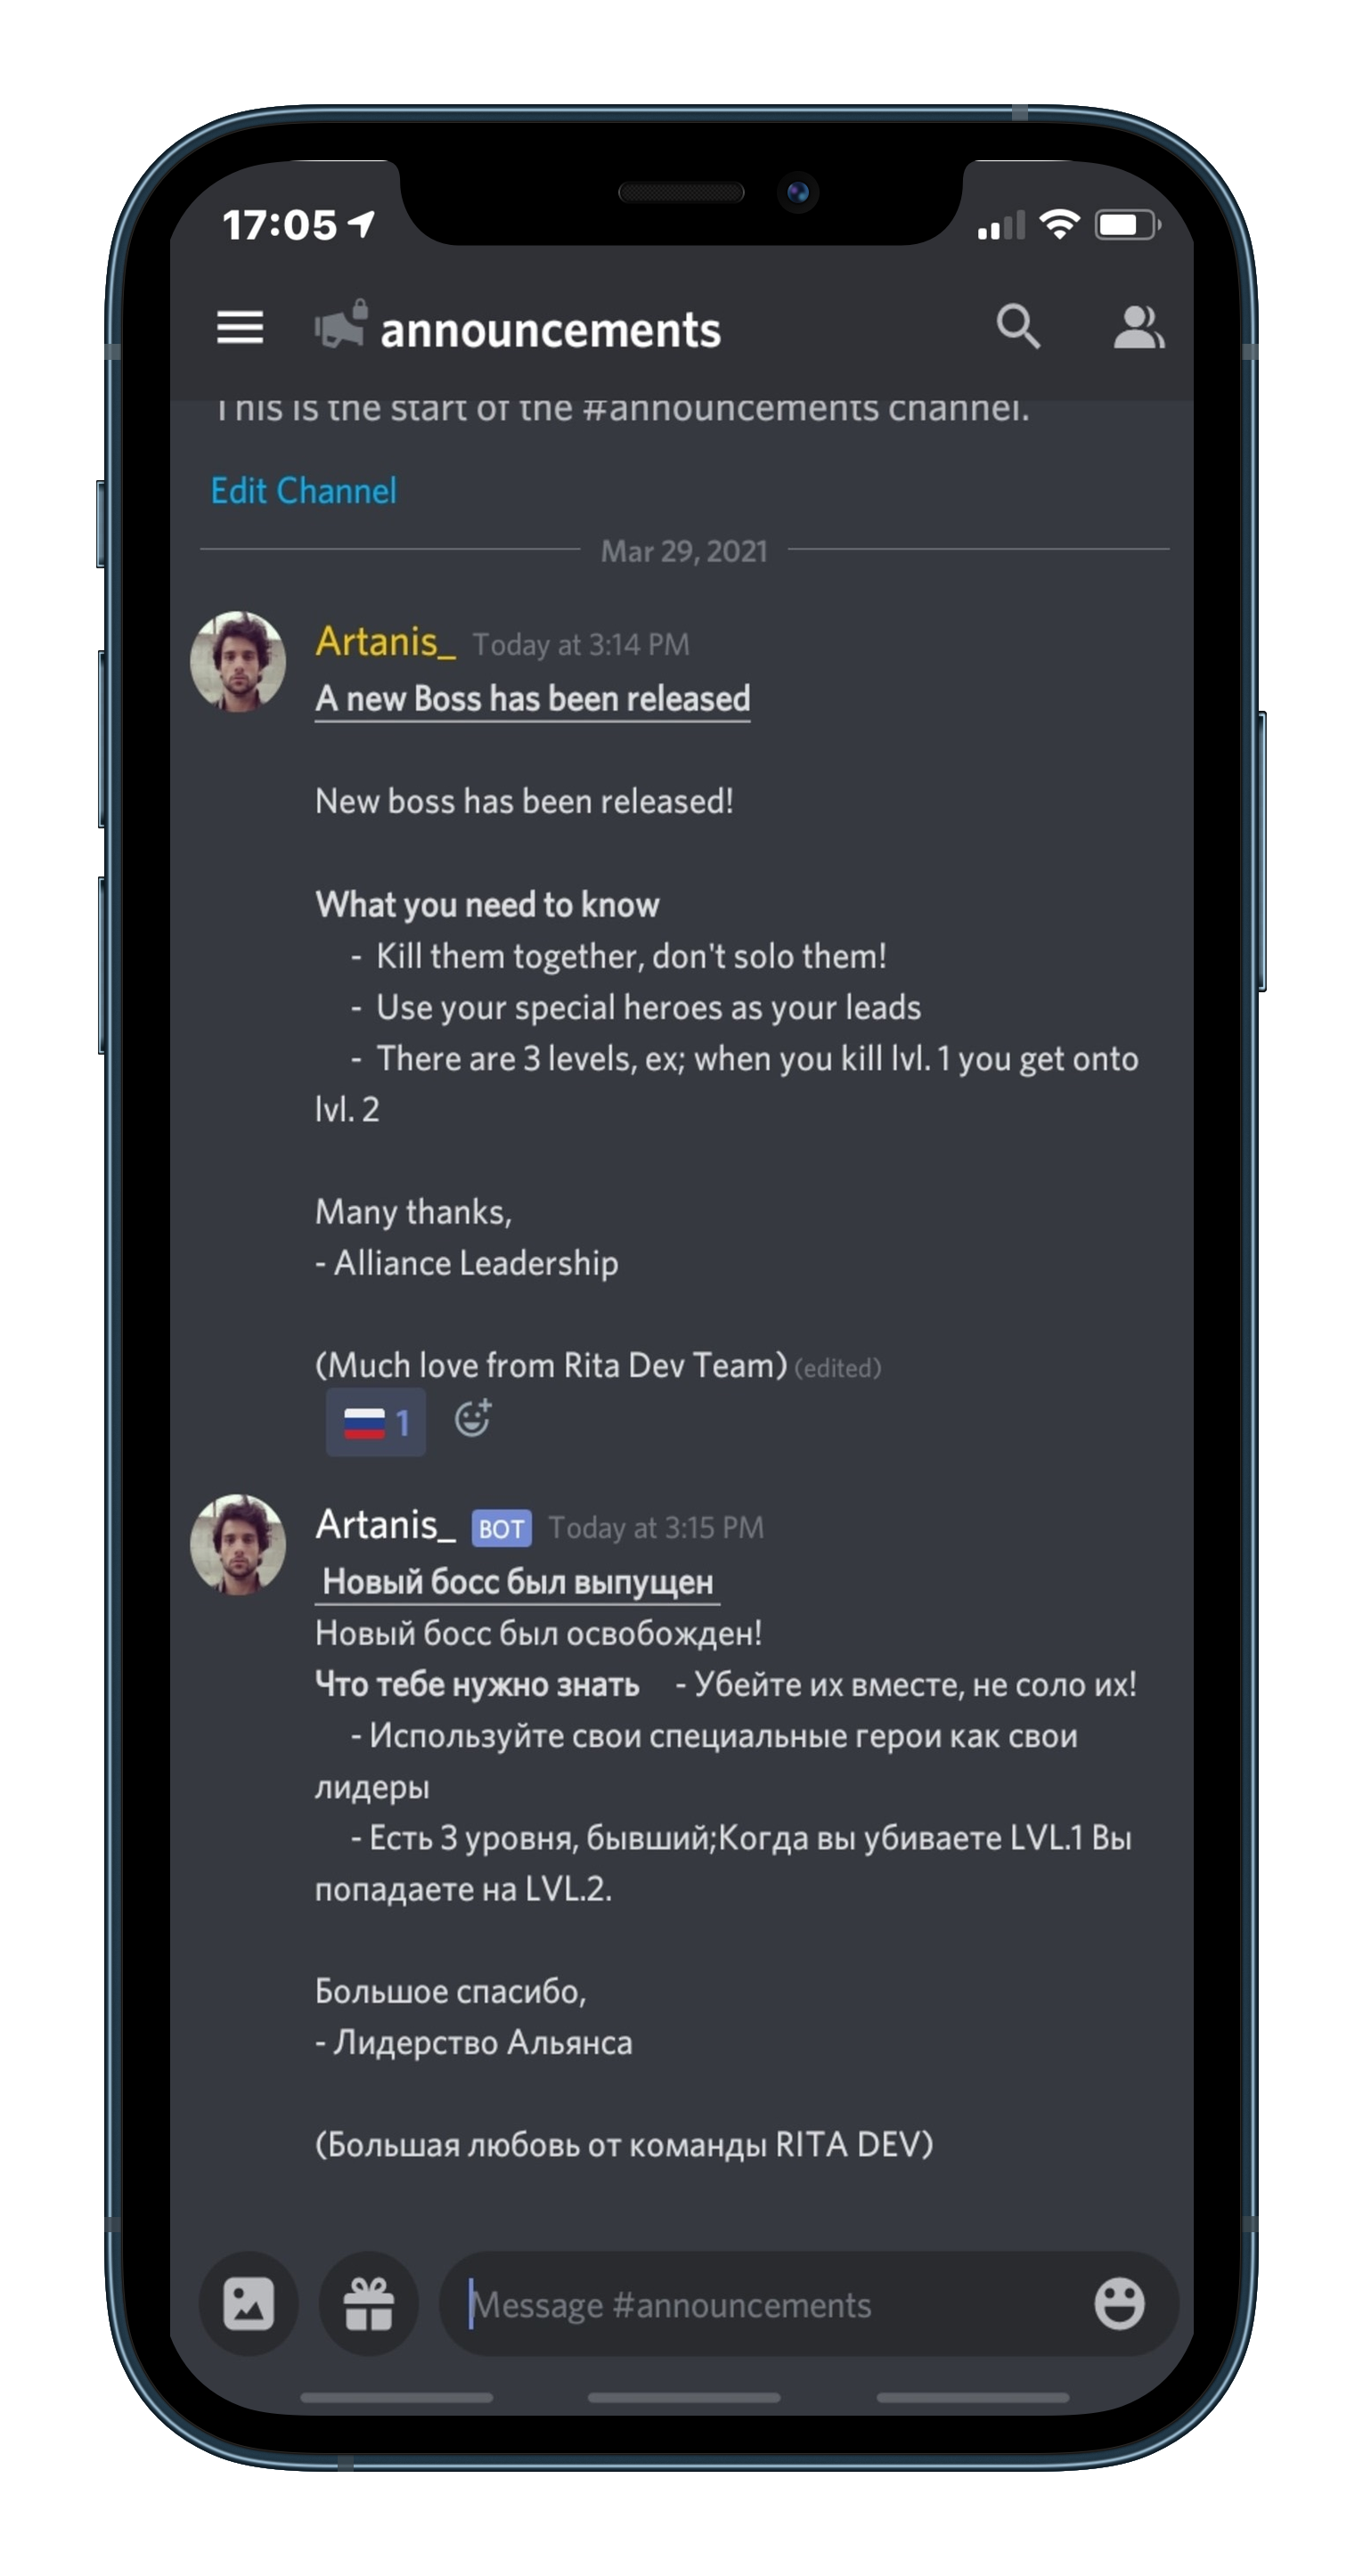 17:05
announcements
This is the start of the #announcements channel.
Edit Channel
Mar 29, 2021
Artanis_ Today at 3:14 PM
A new Boss has been released
New boss has been released!
What you need to know
- Kill them together, don't solo them!
- Use your special heroes as your leads
- There are 3 levels, ex; when you kill lvl. 1 you get onto
lvl. 2
Many thanks,
- Alliance Leadership
(Much love from Rita Dev Team) (edited)
1
Artanis_ BOT Today at 3:15 PM
Новый босс был выпущен
Новый босс был освобожден!
Что тебе нужно знать - Убейте их вместе, не соло их!
- Используйте свои специальные герои как свои
лидеры
- Есть 3 уровня, бывший;Когда вы убиваете LVL.1 Вы
попадаете на LVL.2.
Большое спасибо,
- Лидерство Альянса
(Большая любовь от команды RITA DEV)
Message #announcements